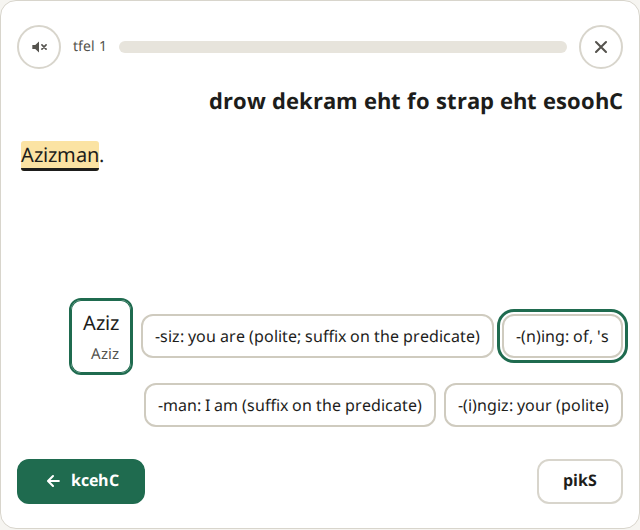 tfel 1
drow dekram eht fo strap eht esoohC
Azizman.
Aziz
Aziz
-siz: you are (polite; suffix on the predicate)
-(n)ing: of, 's
-man: I am (suffix on the predicate)
-(i)ngiz: your (polite)
kcehC
pikS